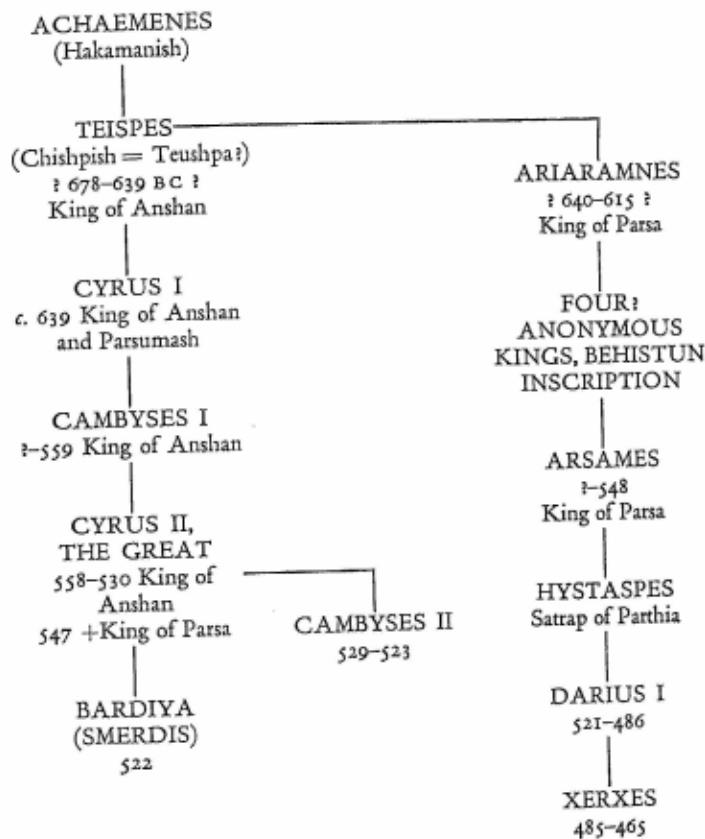 ACHAEMENES
(Hakamanish)
TEISPES
(Chishpish = Teushpa?)
? 678–639 BC ?
King of Anshan
CYRUS I
c. 639 King of Anshan
and Parsumash
CAMBYSES I
?–559 King of Anshan
CYRUS II,
THE GREAT
558–530 King of
Anshan
547 +King of Parsa
BARDIYA
(SMERDIS)
522
CAMBYSES II
529–523
ARIARAMNES
? 640–615 ?
King of Parsa
FOUR?
ANONYMOUS
KINGS, BEHISTUN
INSCRIPTION
ARSAMES
?–548
King of Parsa
HYSTASPES
Satrap of Parthia
DARIUS I
521–486
XERXES
485–465